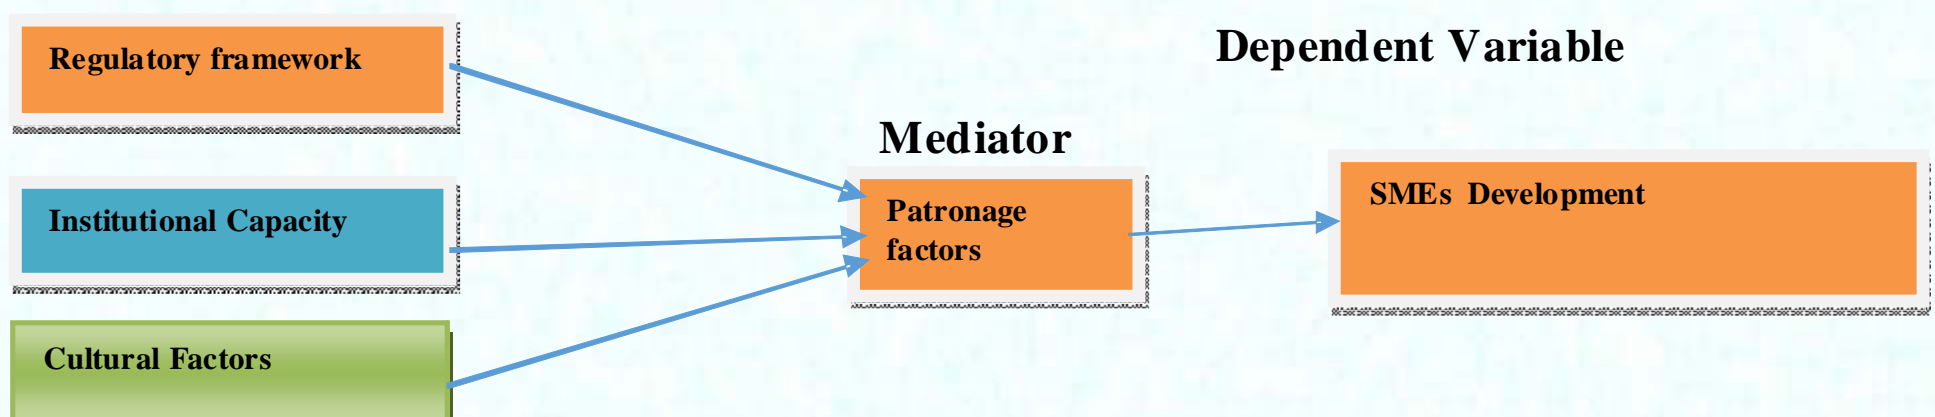 Regulatory framework
Institutional Capacity
Cultural Factors
Mediator
Patronage
factors
Dependent Variable
SMEs Development